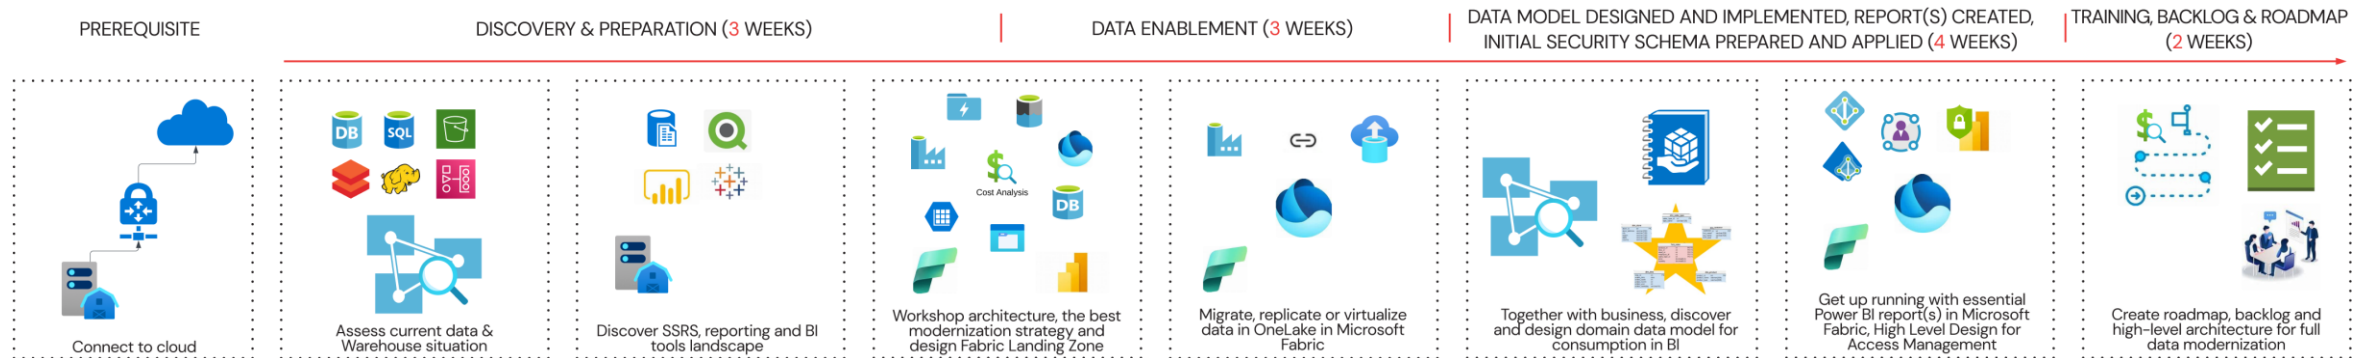 PREREQUISITE
DISCOVERY & PREPARATION (3 WEEKS)
DATA ENABLEMENT (3 WEEKS)
DATA MODEL DESIGNED AND IMPLEMENTED, REPORT(S) CREATED,
INITIAL SECURITY SCHEMA PREPARED AND APPLIED (4 WEEKS)
TRAINING, BACKLOG & ROADMAP
(2 WEEKS)
Connect to cloud
DB
SQL
Assess current data &
Warehouse situation
Discover SSRS, reporting and BI
tools landscape
Cost Analysis
DB
Workshop architecture, the best
modernization strategy and
design Fabric Landing Zone
Migrate, replicate or virtualize
data in OneLake in Microsoft
Fabric
Together with business, discover
and design domain data model for
consumption in BI
Get up running with essential
Power BI report(s) in Microsoft
Fabric, High Level Design for
Access Management
Create roadmap, backlog and
high-level architecture for full
data modernization